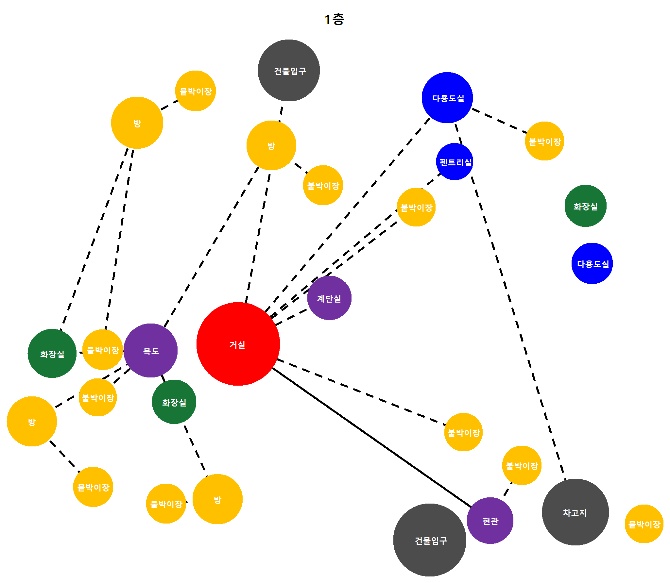 1층
건물입구
붙박이장
다용도실
방
붙박이장
방
펜트리실
붙박이장
화장실
붙박이장
다용도실
계단실
거실
화장실
붙박이장
복도
붙박이장
화장실
방
붙박이장
붙박이장
붙박이장
방
붙박이장
차고지
현관
붙박이장
건물입구